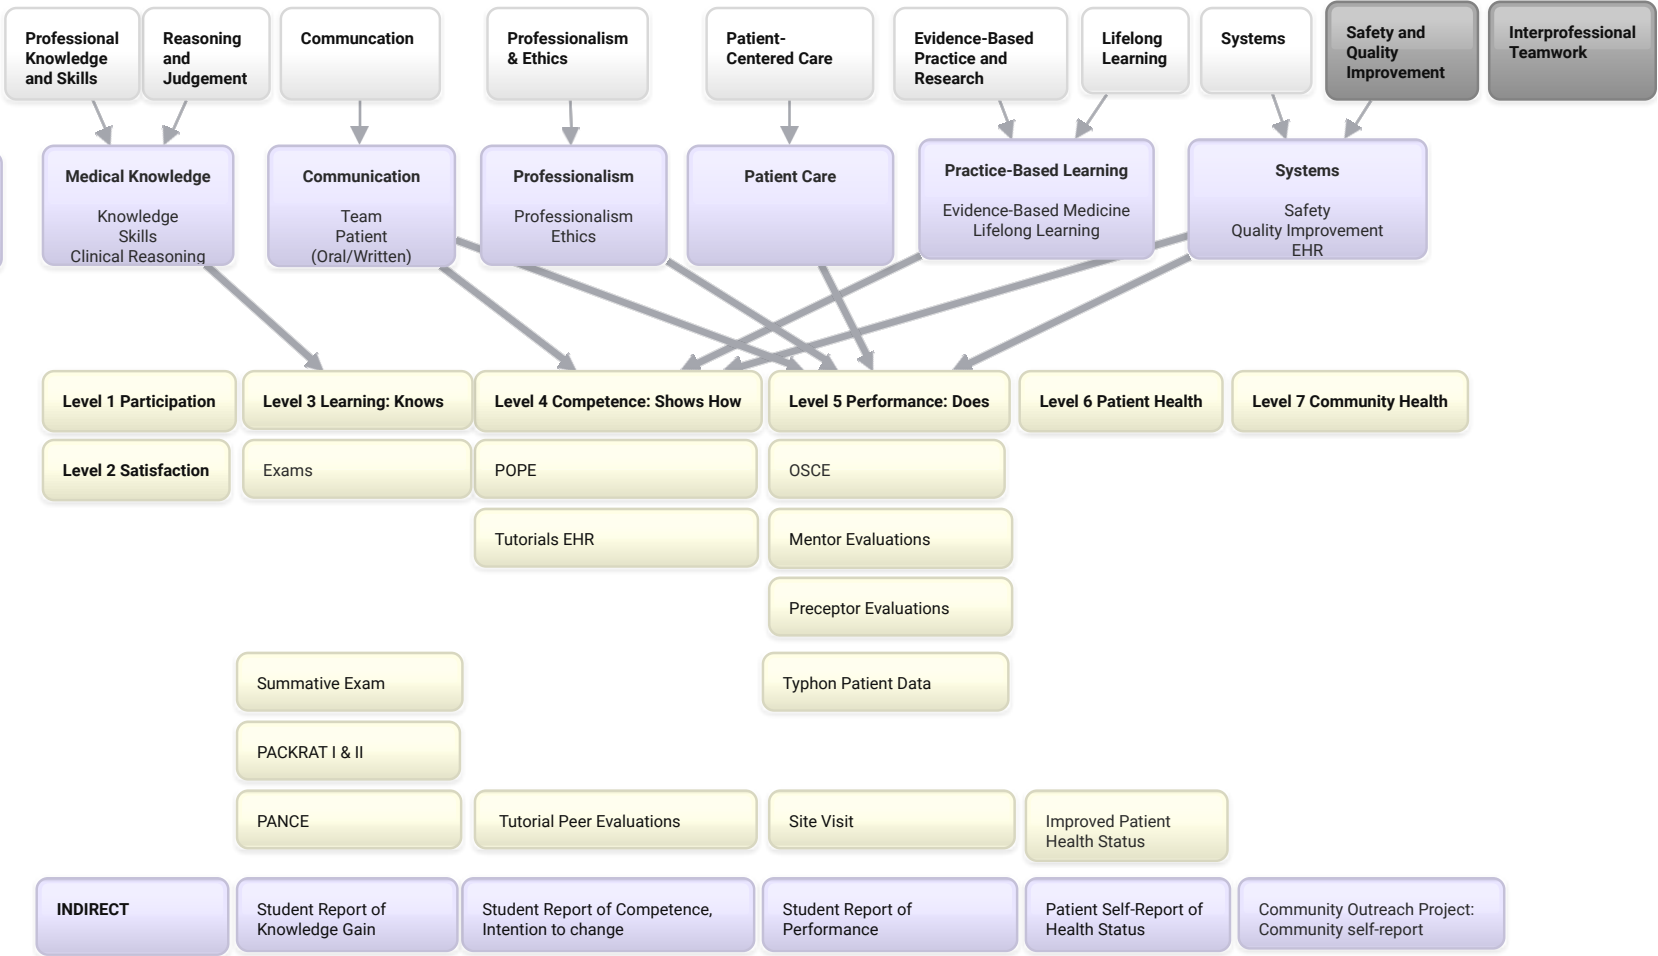 Professional
Knowledge
and Skills
Reasoning
and
Judgement
Communcation
Professionalism
& Ethics
Patient-
Centered Care
Evidence-Based
Practice and
Research
Lifelong
Learning
Systems
Safety and
Quality
Improvement
Interprofessional
Teamwork
Medical Knowledge
Knowledge
Skills
Clinical Reasoning
Communication
Team
Patient
(Oral/Written)
Professionalism
Professionalism
Ethics
Patient Care
Practice-Based Learning
Evidence-Based Medicine
Lifelong Learning
Systems
Safety
Quality Improvement
EHR
Level 1 Participation
Level 3 Learning: Knows
Level 4 Competence: Shows How
Level 5 Performance: Does
Level 6 Patient Health
Level 7 Community Health
Level 2 Satisfaction
Exams
POPE
OSCE
Tutorials EHR
Mentor Evaluations
Preceptor Evaluations
Summative Exam
Typhon Patient Data
PACKRAT I & II
PANCE
Tutorial Peer Evaluations
Site Visit
Improved Patient
Health Status
INDIRECT
Student Report of
Knowledge Gain
Student Report of Competence,
Intention to change
Student Report of
Performance
Patient Self-Report of
Health Status
Community Outreach Project:
Community self-report